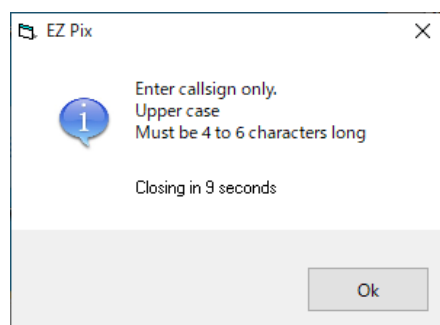 EZ Pix
Enter callsign only.
Upper case
Must be 4 to 6 characters long
Closing in 9 seconds
Ok